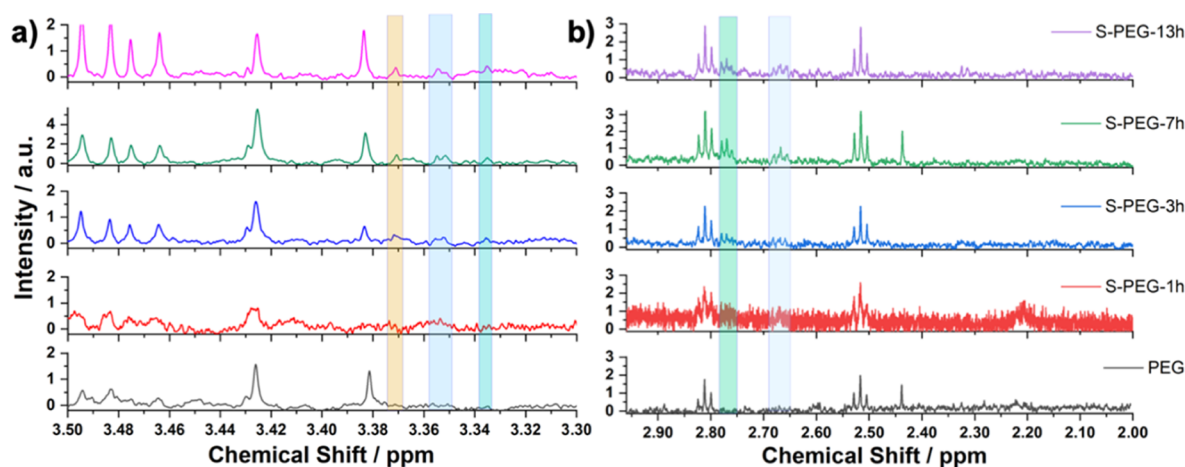 a)
2
1
0
4
2
0
2
1
0
2
1
0
2
1
0
Intensity / a.u.
3.50 3.48 3.46 3.44 3.42 3.40 3.38 3.36 3.34 3.32 3.30
Chemical Shift / ppm
b)
3
2
1
0
S-PEG-13h
3
2
1
0
S-PEG-7h
3
2
1
0
S-PEG-3h
3
2
1
0
S-PEG-1h
3
2
1
0
PEG
2.90 2.80 2.70 2.60 2.50 2.40 2.30 2.20 2.10 2.00
Chemical Shift / ppm